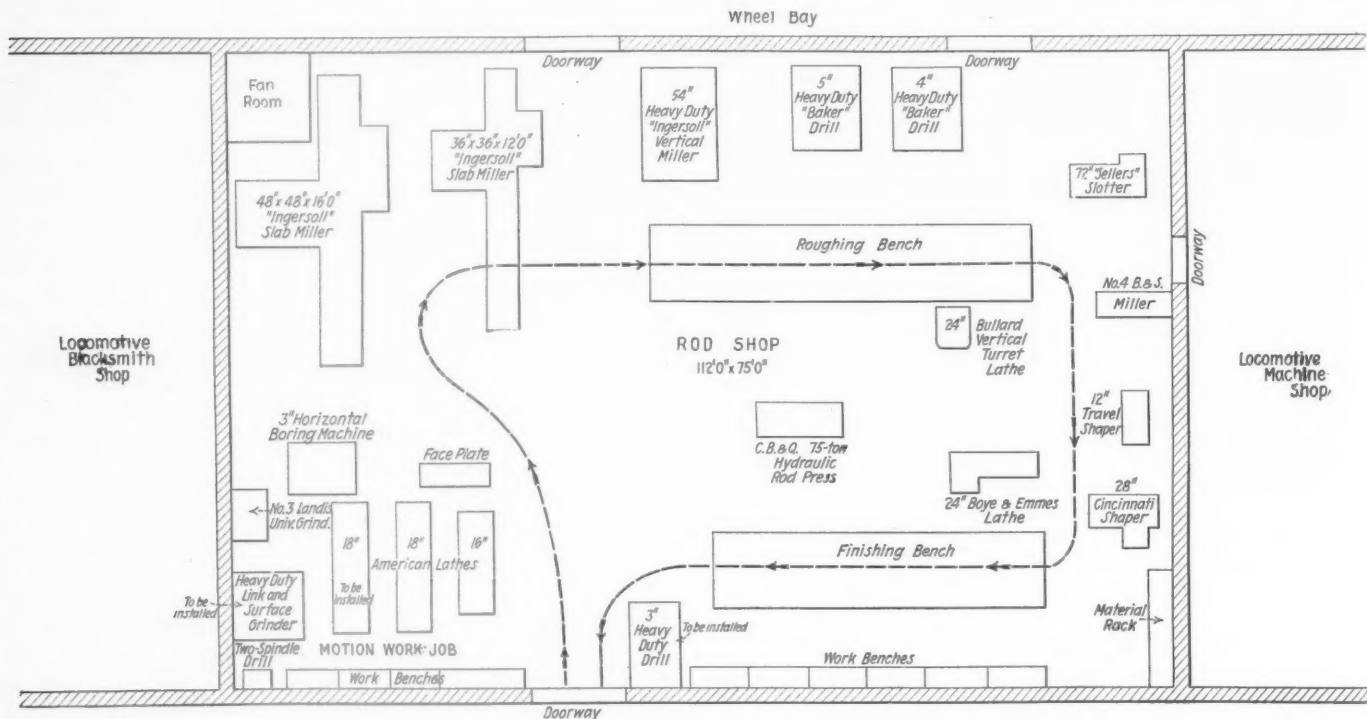 Wheel Bay
Doorway
Doorway
Fan
Room
36"x 36"x 12'0"
"Ingersoll"
Slab Miller
54"
Heavy Duty
"Ingersoll"
Vertical
Miller
5"
Heavy Duty
"Baker"
Drill
4"
Heavy Duty
"Baker"
Drill
72" "Sellers"
Slotter
48"x 48"x 16'0"
"Ingersoll"
Slab Miller
Roughing Bench
Doorway
No.4 B.& S.
Miller
24"
Bullard
Vertical
Turret
Lathe
Locomotive
Blacksmith
Shop
ROD SHOP
112'0"x 75'0"
Locomotive
Machine
Shop
12"
Travel
Shaper
3" Horizontal
Boring Machine
Face Plate
C.B.& Q. 75-ton
Hydraulic
Rod Press
24" Boye & Emmes
Lathe
28"
Cincinnati
Shaper
No.3 Landis
Univ. Grind.
18"
18"
16"
American Lathes
To be
installed
Finishing Bench
Heavy Duty
Link and
Surface
Grinder
To be
installed
3"
Heavy
Duty
Drill
To be installed
Material
Rack
Two-Spindle
Drill
MOTION WORK JOB
Work Benches
Work Benches
Doorway